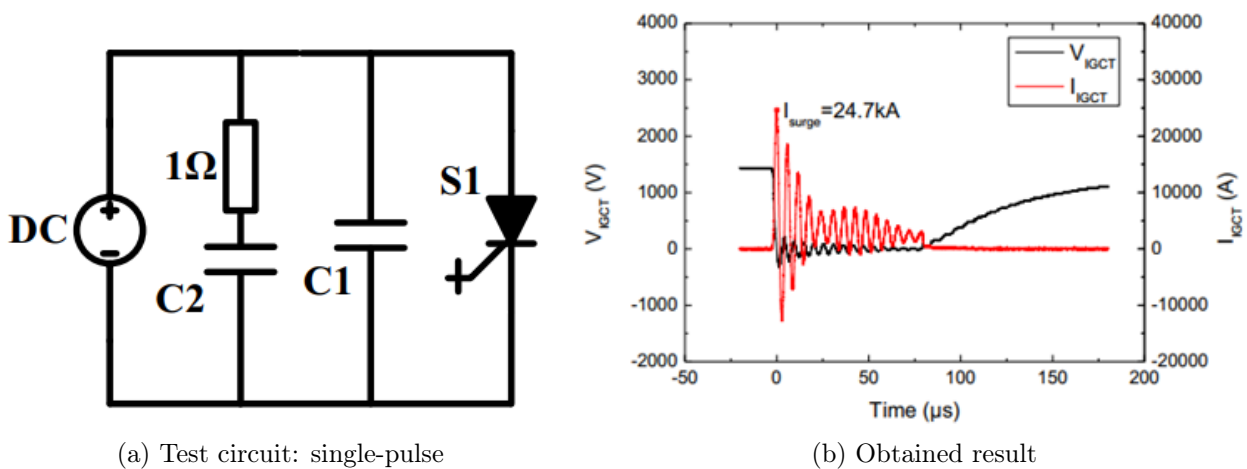 DC
1Ω
C2
C1
S1
(a) Test circuit: single-pulse
4000
3000
2000
1000
0
-1000
-2000
V_IGCT (V)
40000
30000
20000
10000
0
-10000
-20000
I_IGCT (A)
V_IGCT
I_IGCT
I_surge=24.7kA
-50
0
50
100
150
200
Time (µs)
(b) Obtained result